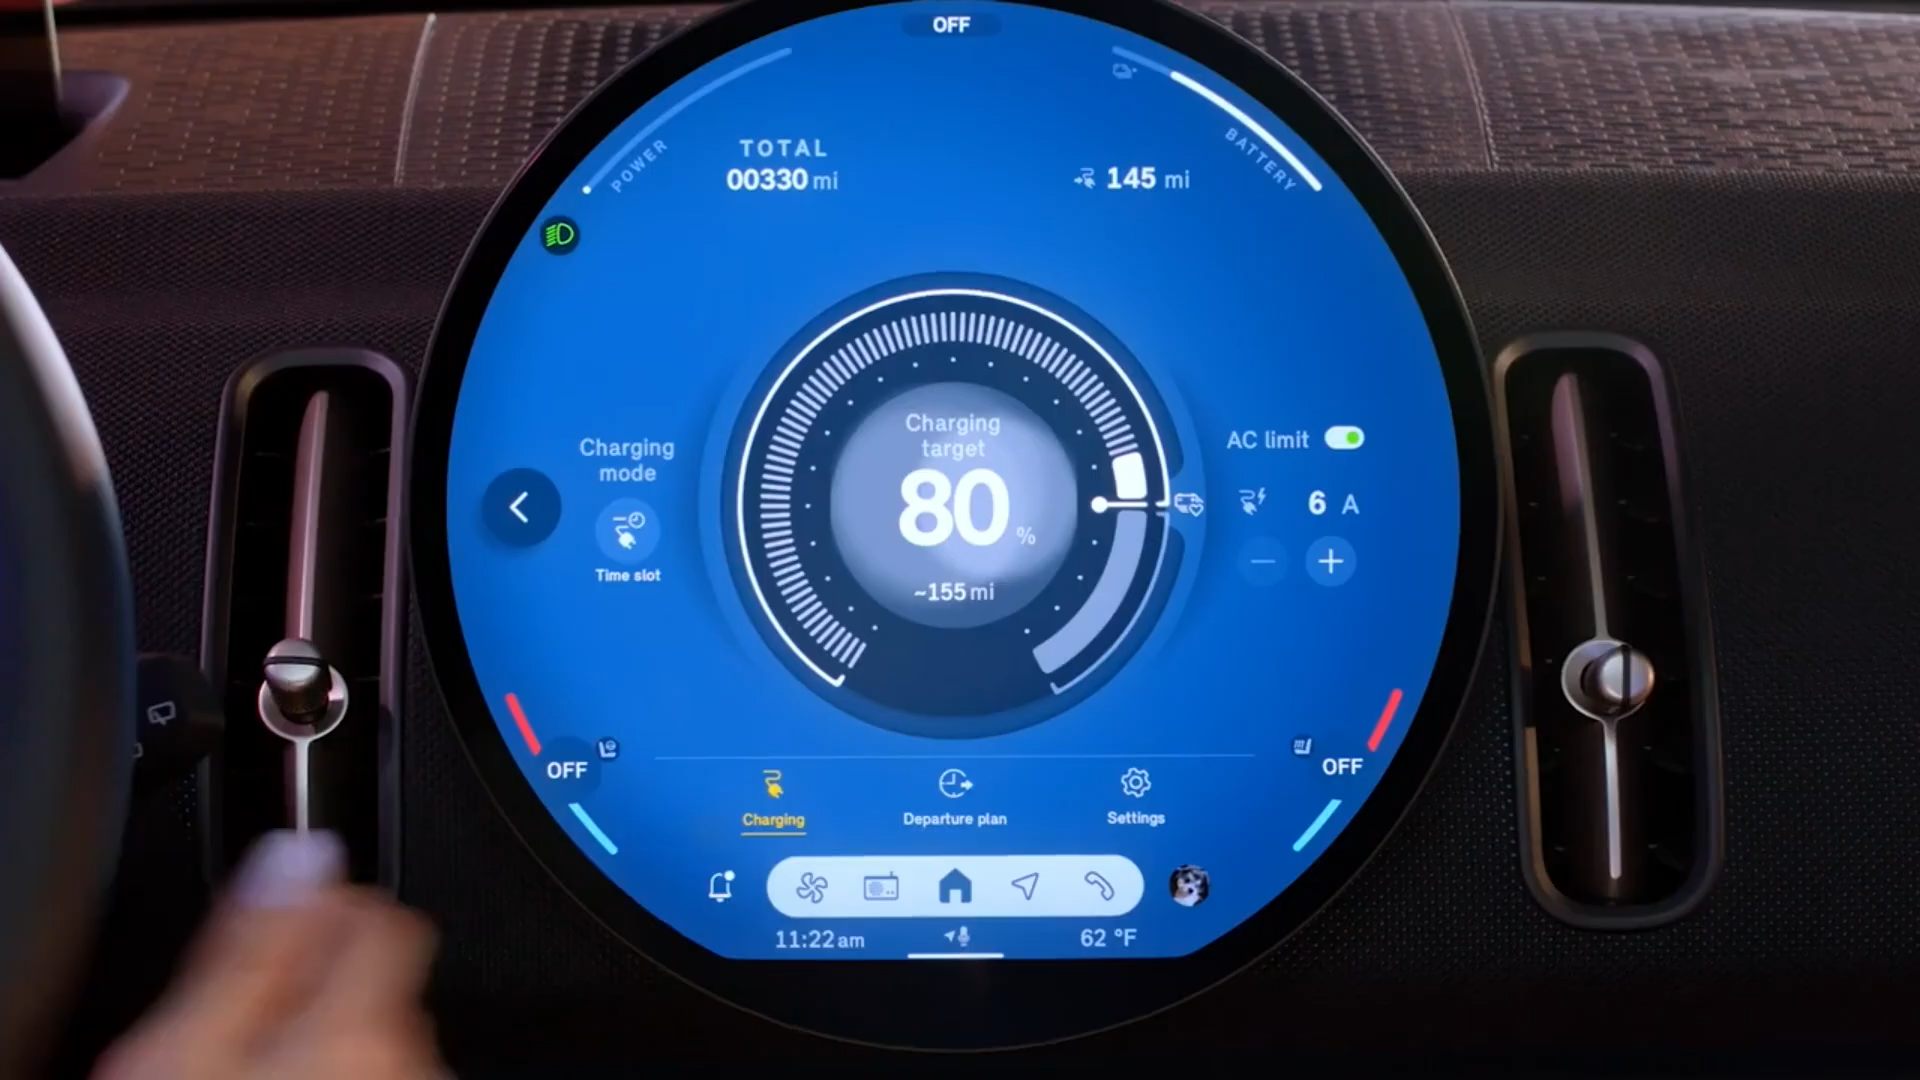 OFF
POWER
BATTERY
TOTAL
00330 mi
145 mi
Charging
mode
Time slot
Charging
target
80 %
~155 mi
AC limit
6 A
OFF
OFF
Charging
Departure plan
Settings
11:22 am
62 °F